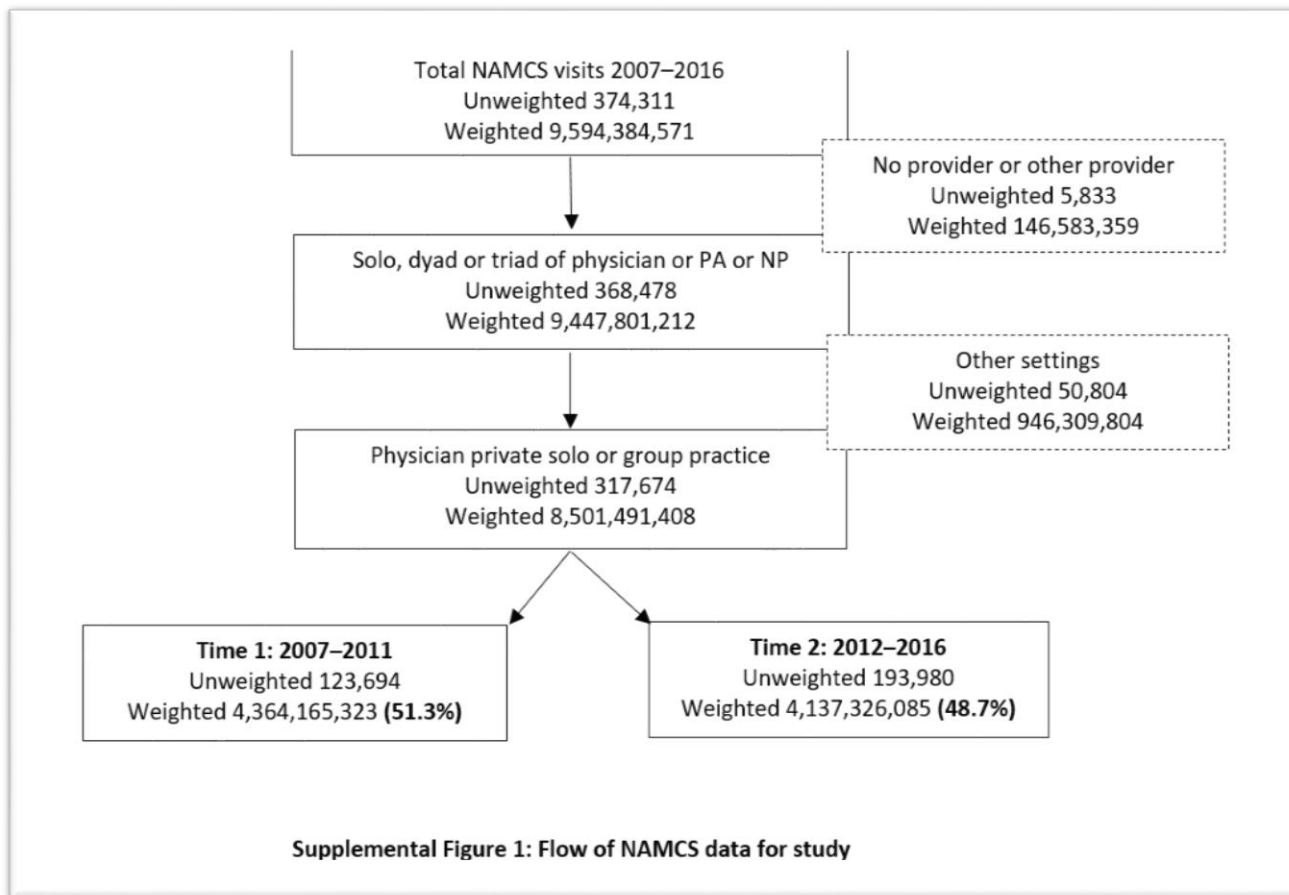 Total NAMCS visits 2007–2016
Unweighted 374,311
Weighted 9,594,384,571
No provider or other provider
Unweighted 5,833
Weighted 146,583,359
Solo, dyad or triad of physician or PA or NP
Unweighted 368,478
Weighted 9,447,801,212
Other settings
Unweighted 50,804
Weighted 946,309,804
Physician private solo or group practice
Unweighted 317,674
Weighted 8,501,491,408
Time 1: 2007–2011
Unweighted 123,694
Weighted 4,364,165,323 (51.3%)
Time 2: 2012–2016
Unweighted 193,980
Weighted 4,137,326,085 (48.7%)
Supplemental Figure 1: Flow of NAMCS data for study